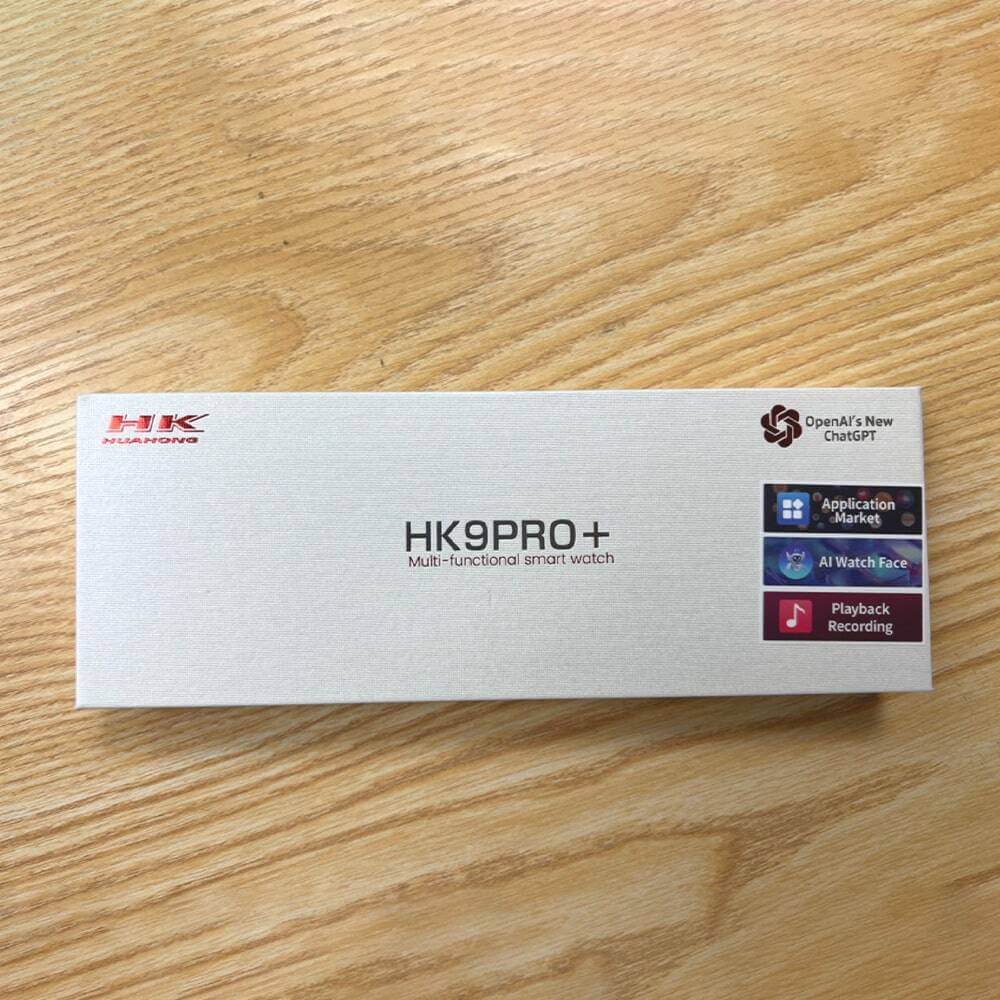 HK
HUAHONG
OpenAI's New
ChatGPT
HK9PRO+
Multi-functional smart watch
Application
Market
AI Watch Face
Playback
Recording